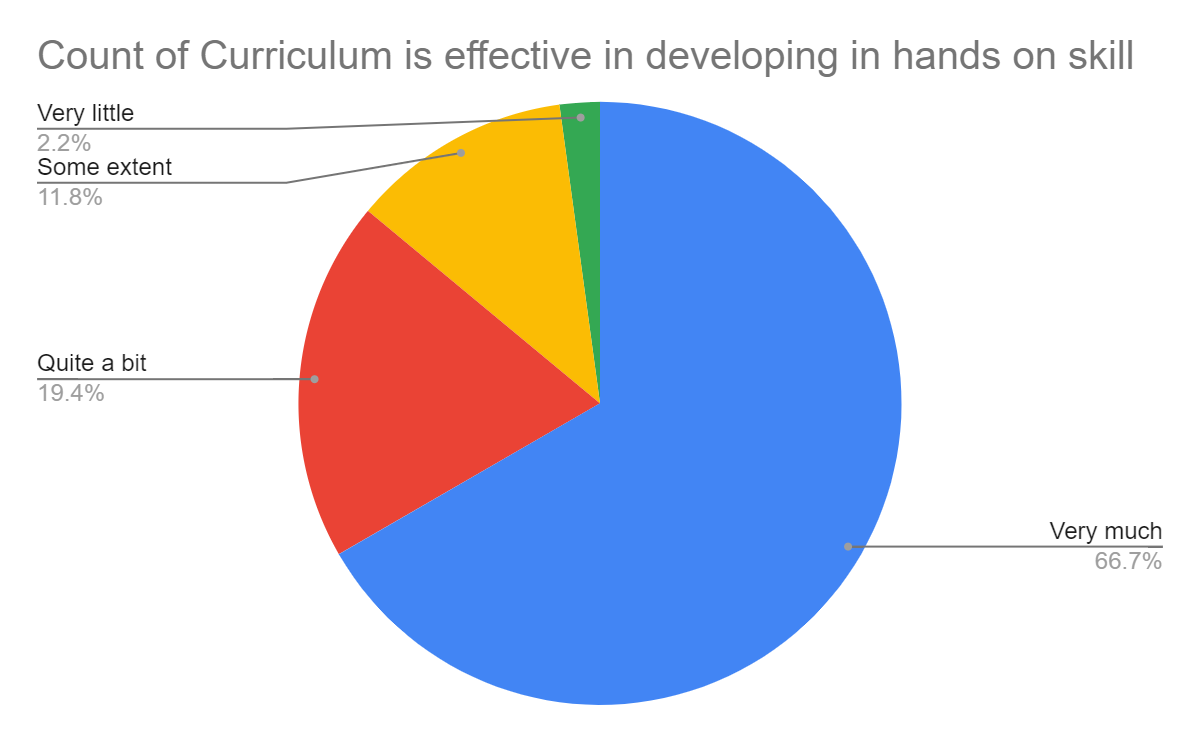 Count of Curriculum is effective in developing in hands on skill
Very little
2.2%
Some extent
11.8%
Quite a bit
19.4%
Very much
66.7%